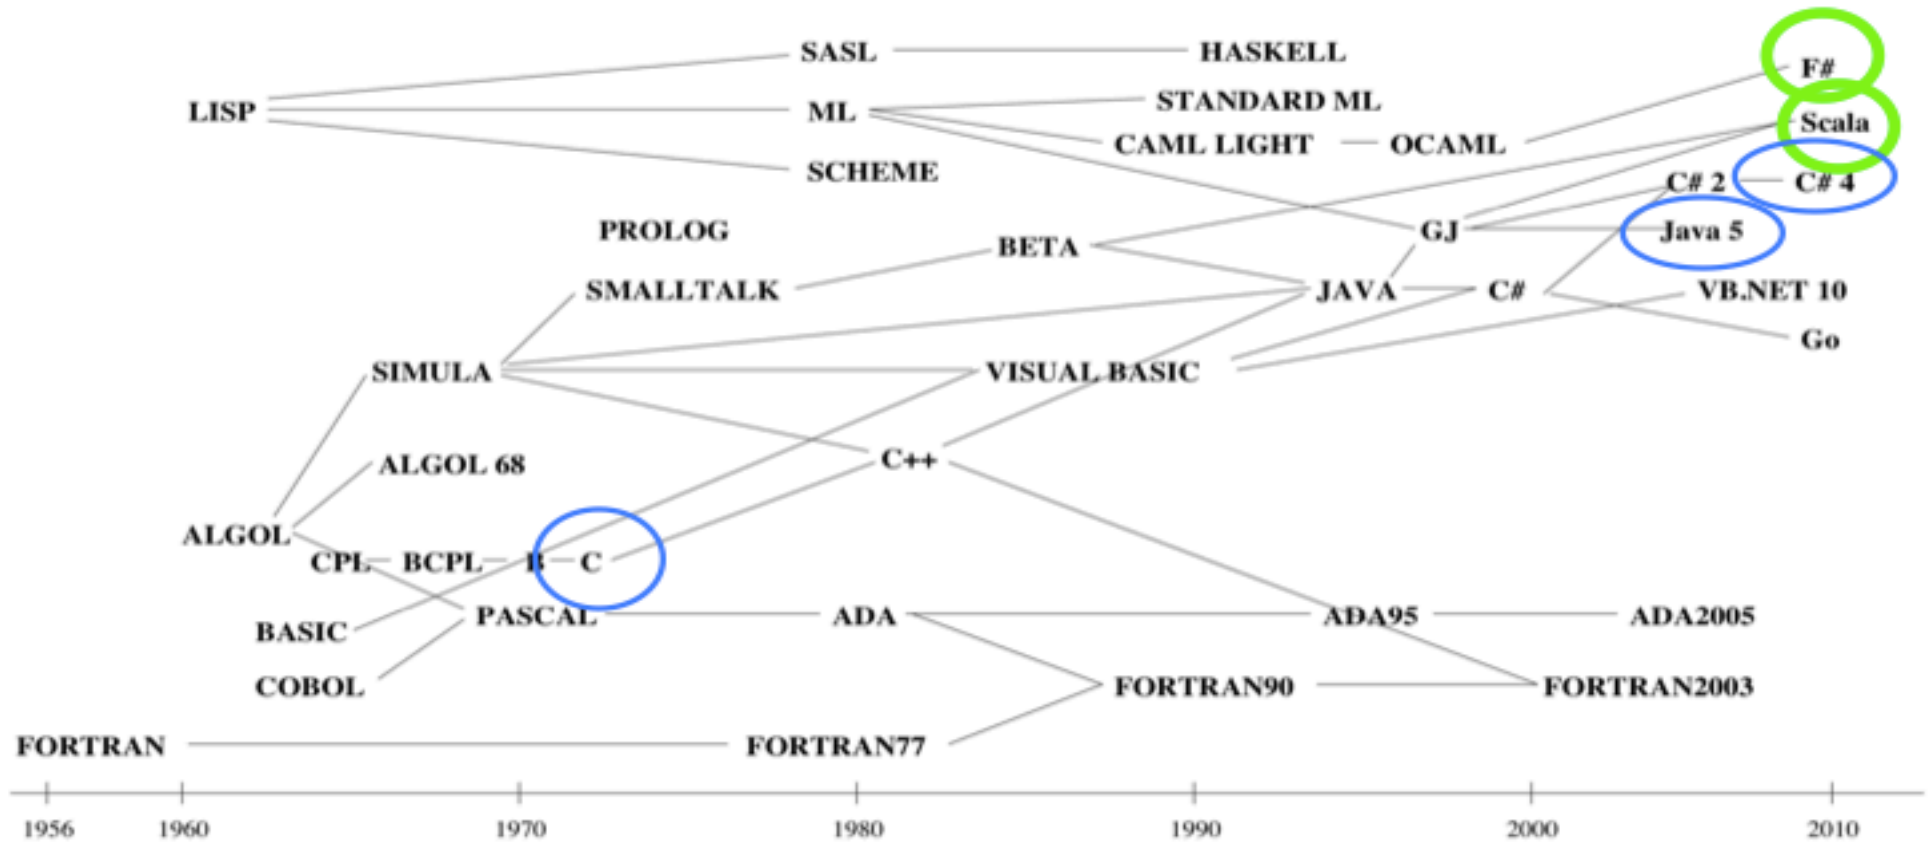 SASL HASKELL
F#
LISP ML STANDARD ML
Scala
CAML LIGHT OCAML
SCHEME
C# 2 C# 4
PROLOG
BETA GJ Java 5
SMALLTALK JAVA C# VB.NET 10
Go
SIMULA VISUAL BASIC
C++
ALGOL 68
ALGOL
CPL BCPL B C
PASCAL ADA ADA95 ADA2005
BASIC
COBOL FORTRAN90 FORTRAN2003
FORTRAN FORTRAN77
1956 1960 1970 1980 1990 2000 2010